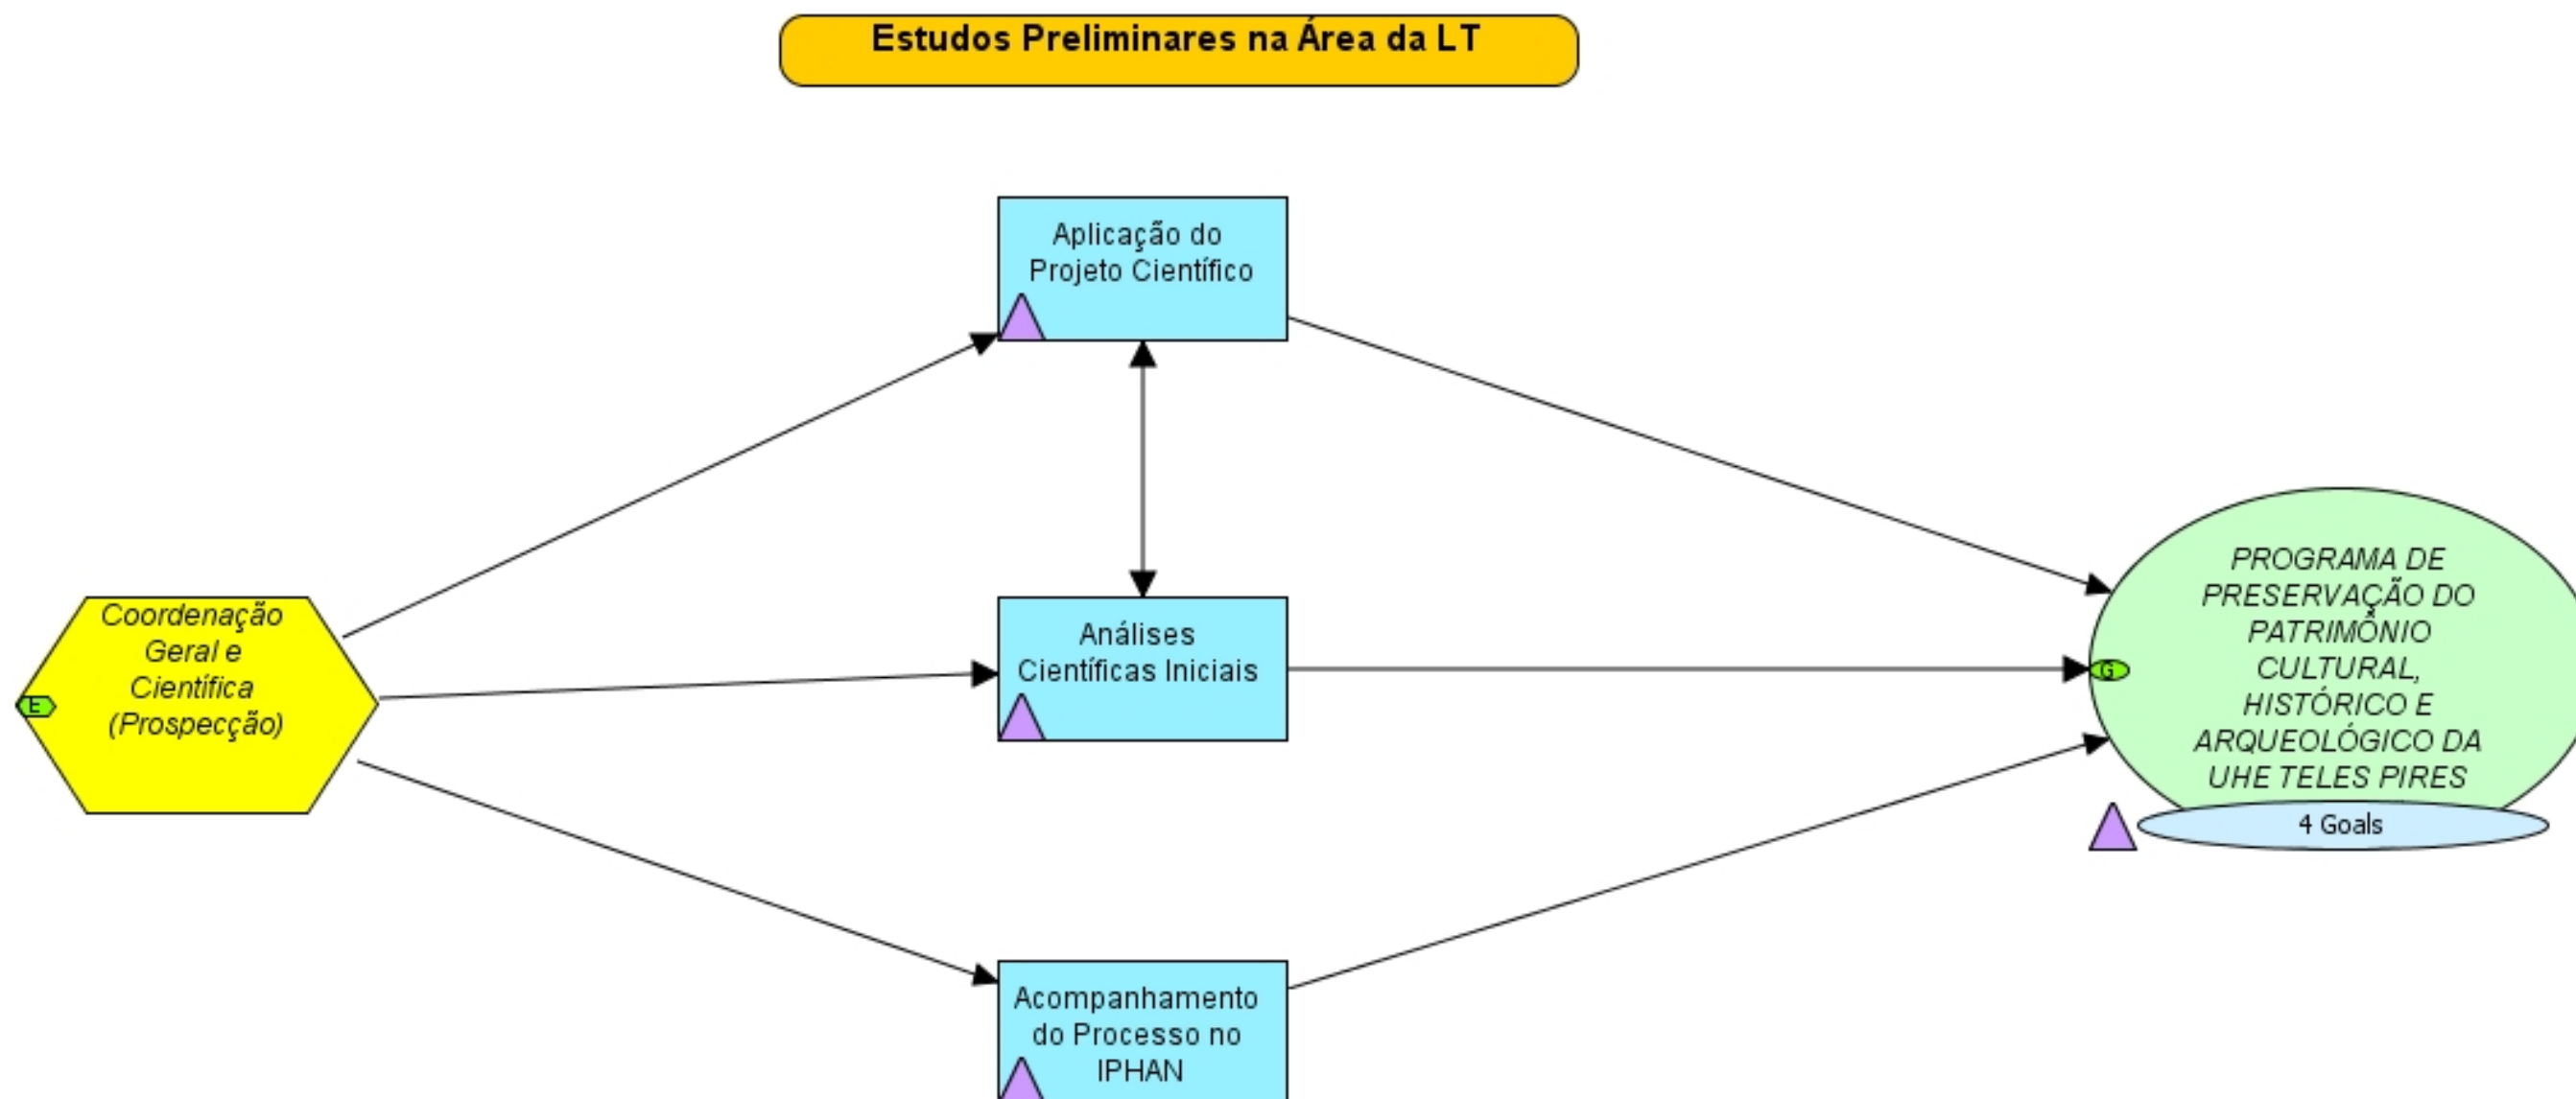 Estudos Preliminares na Área da LT
Aplicação do
Projeto Científico
Coordenação
Geral e
Científica
(Prospecção)
E
Análises
Científicas Iniciais
G
PROGRAMA DE
PRESERVAÇÃO DO
PATRIMÔNIO
CULTURAL,
HISTÓRICO E
ARQUEOLÓGICO DA
UHE TELES PIRES
4 Goals
Acompanhamento
do Processo no
IPHAN